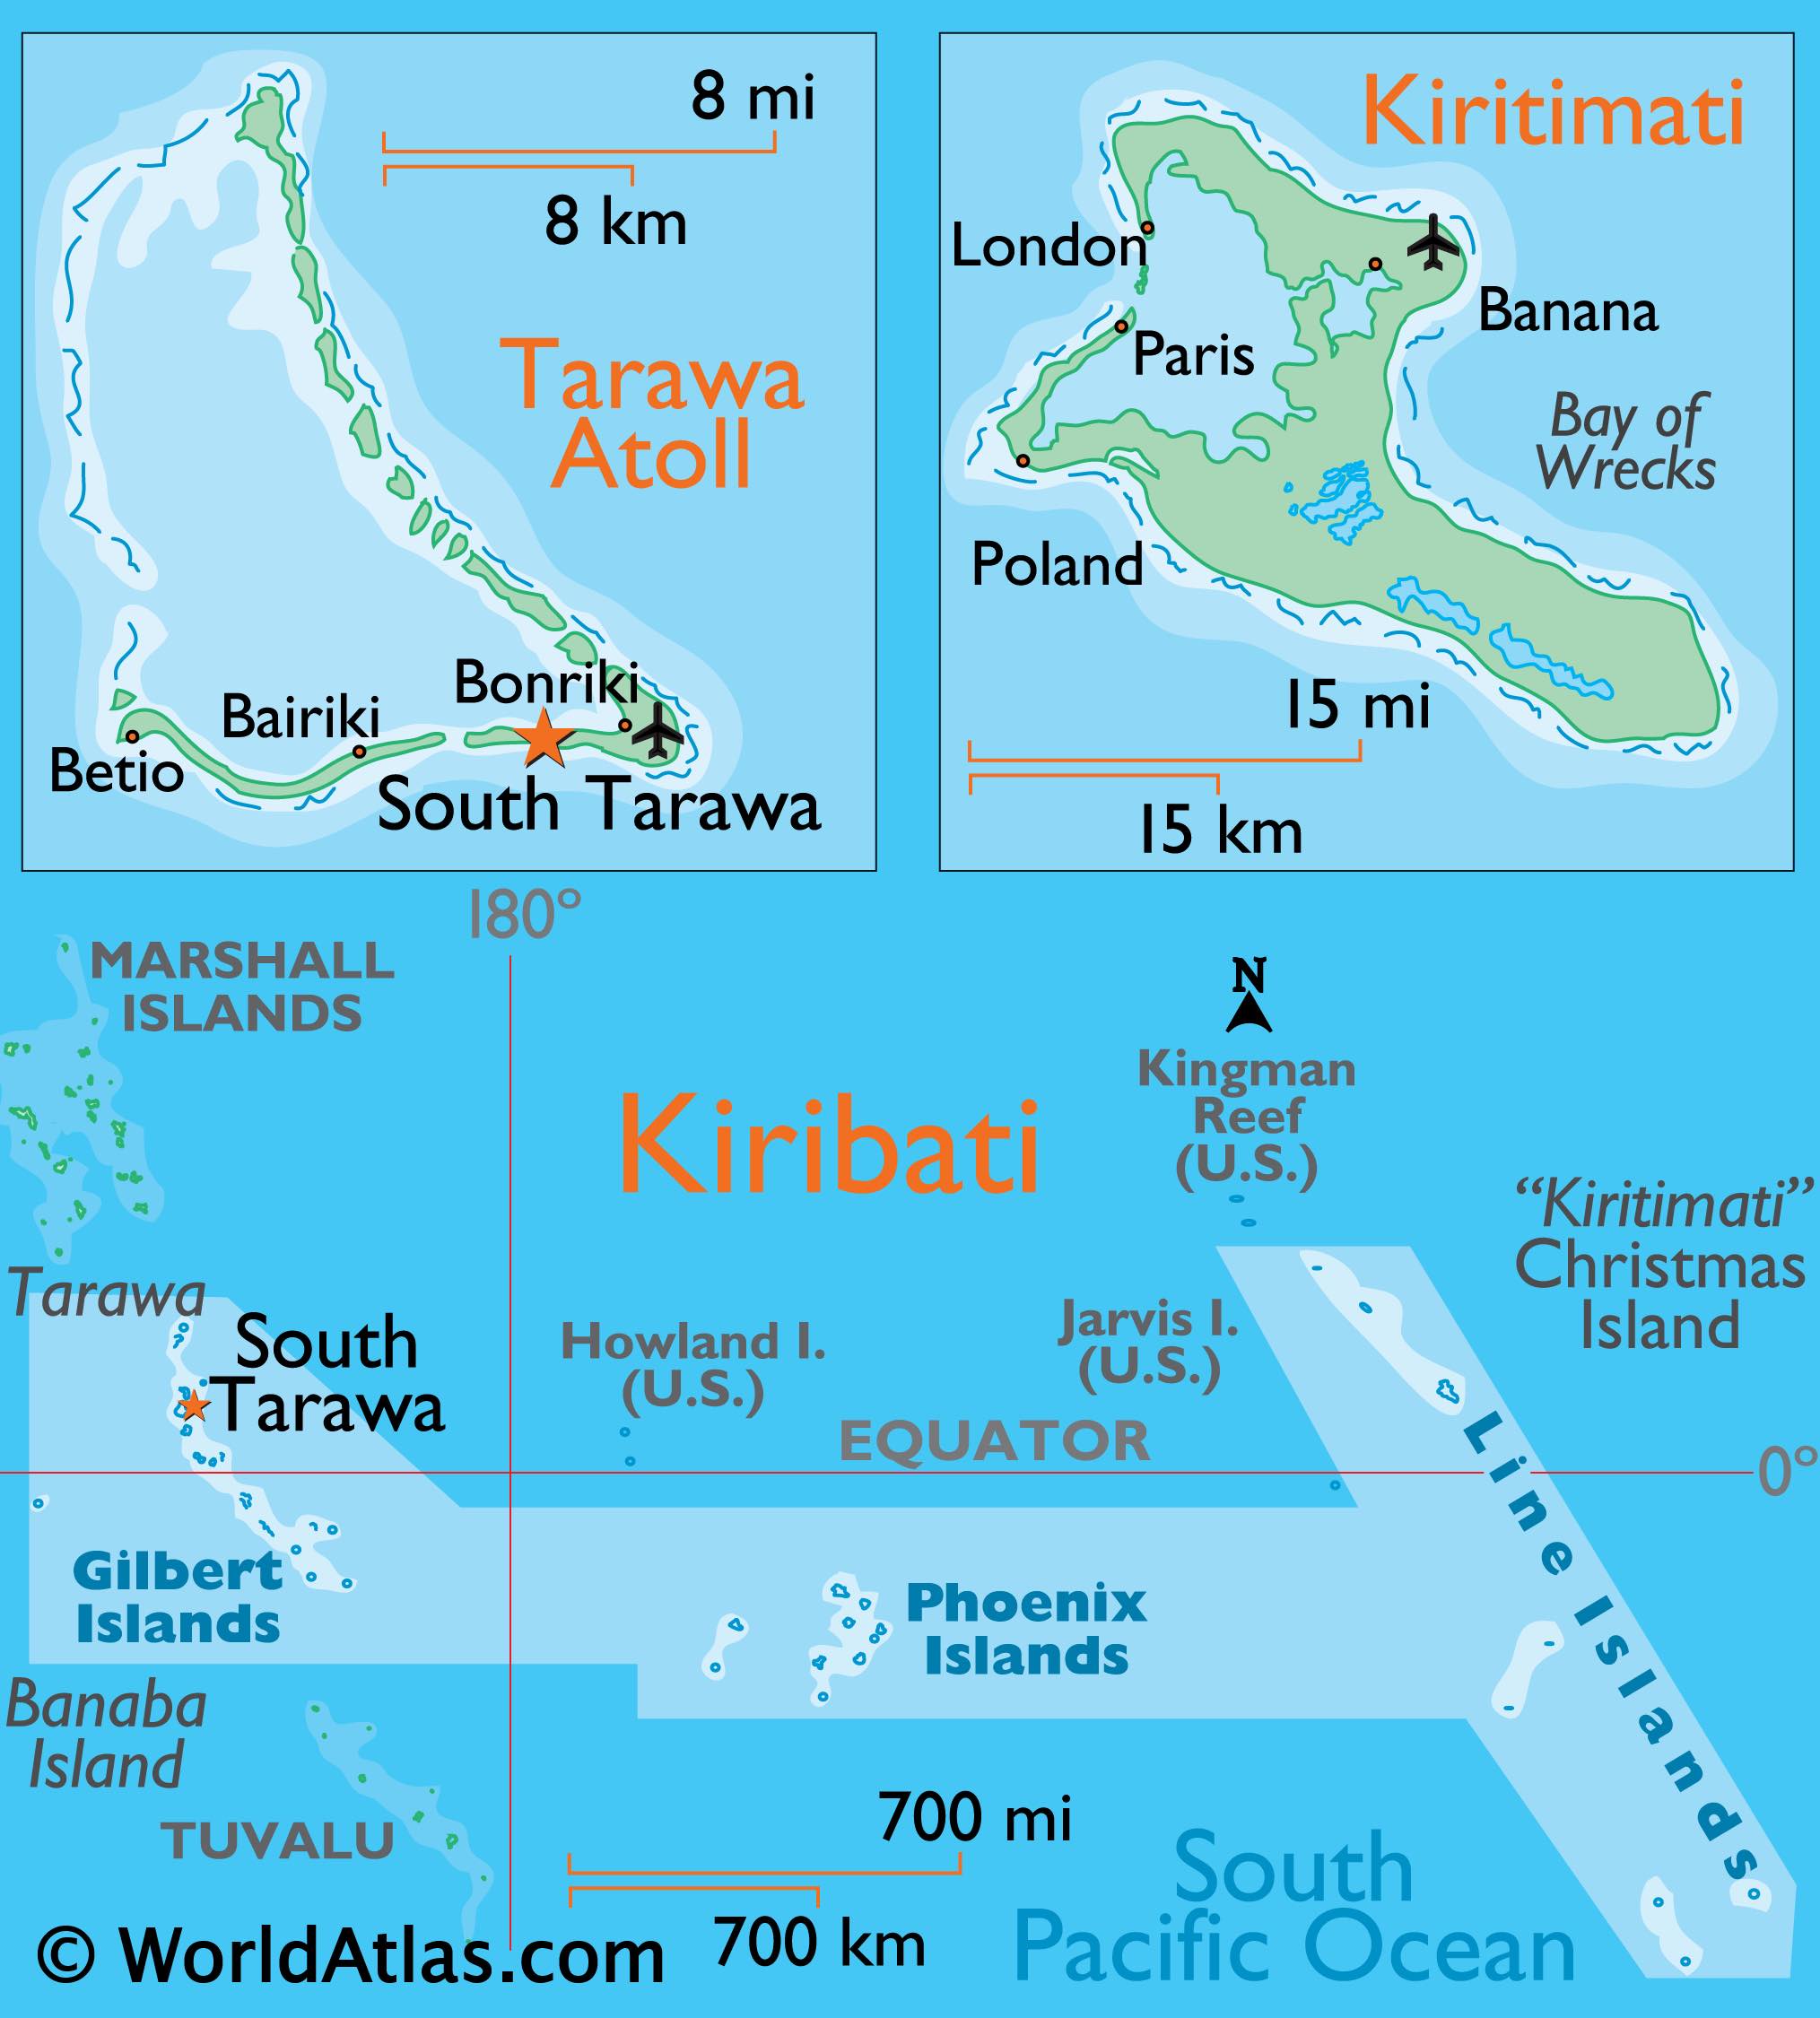 8 mi
8 km
Tarawa
Atoll
Bonriki
Bairiki
Betio
South Tarawa
Kiritimati
London
Banana
Paris
Bay of
Wrecks
Poland
15 mi
15 km
180º
MARSHALL
ISLANDS
N
Kingman
Reef
(U.S.)
Kiribati
“Kiritimati”
Christmas
Island
Tarawa
South
Tarawa
Howland I.
(U.S.)
Jarvis I.
(U.S.)
EQUATOR
0º
Line Islands
Gilbert
Islands
Phoenix
Islands
Banaba
Island
TUVALU
700 mi
700 km
South
Pacific Ocean
© WorldAtlas.com